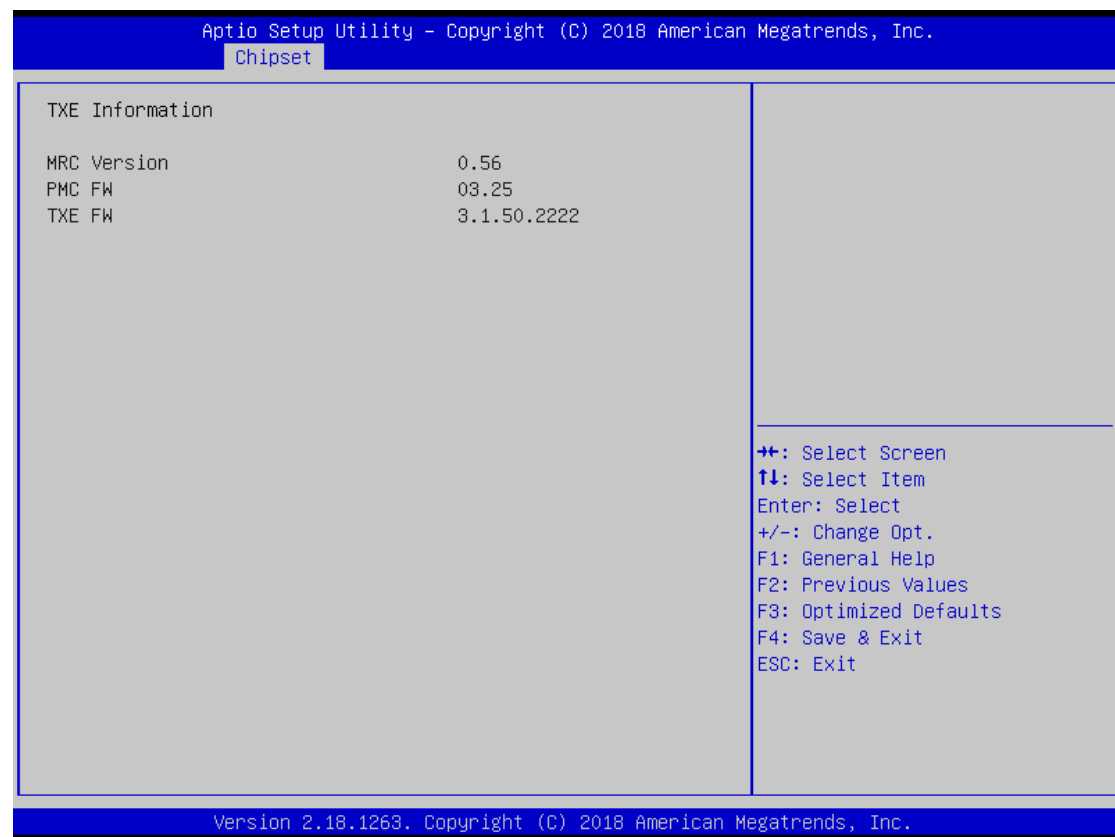 Aptio Setup Utility – Copyright (C) 2018 American Megatrends, Inc.
Chipset
TXE Information
MRC Version 0.56
PMC FW 03.25
TXE FW 3.1.50.2222
→←: Select Screen
↑↓: Select Item
Enter: Select
+/-: Change Opt.
F1: General Help
F2: Previous Values
F3: Optimized Defaults
F4: Save & Exit
ESC: Exit
Version 2.18.1263. Copyright (C) 2018 American Megatrends, Inc.